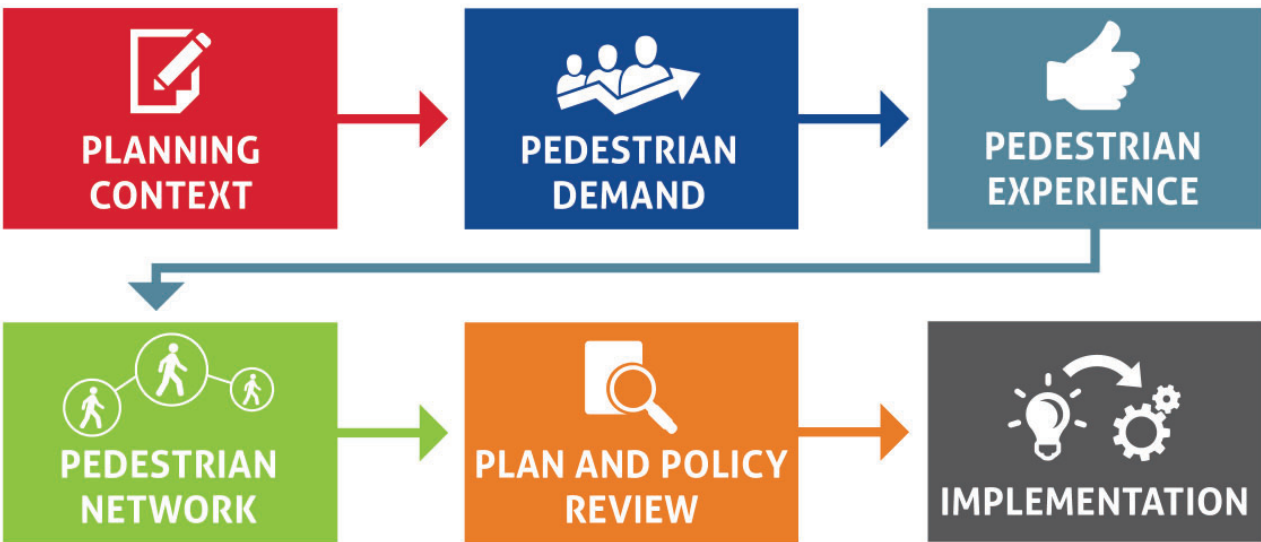 PLANNING
CONTEXT
PEDESTRIAN
DEMAND
PEDESTRIAN
EXPERIENCE
PEDESTRIAN
NETWORK
PLAN AND POLICY
REVIEW
IMPLEMENTATION